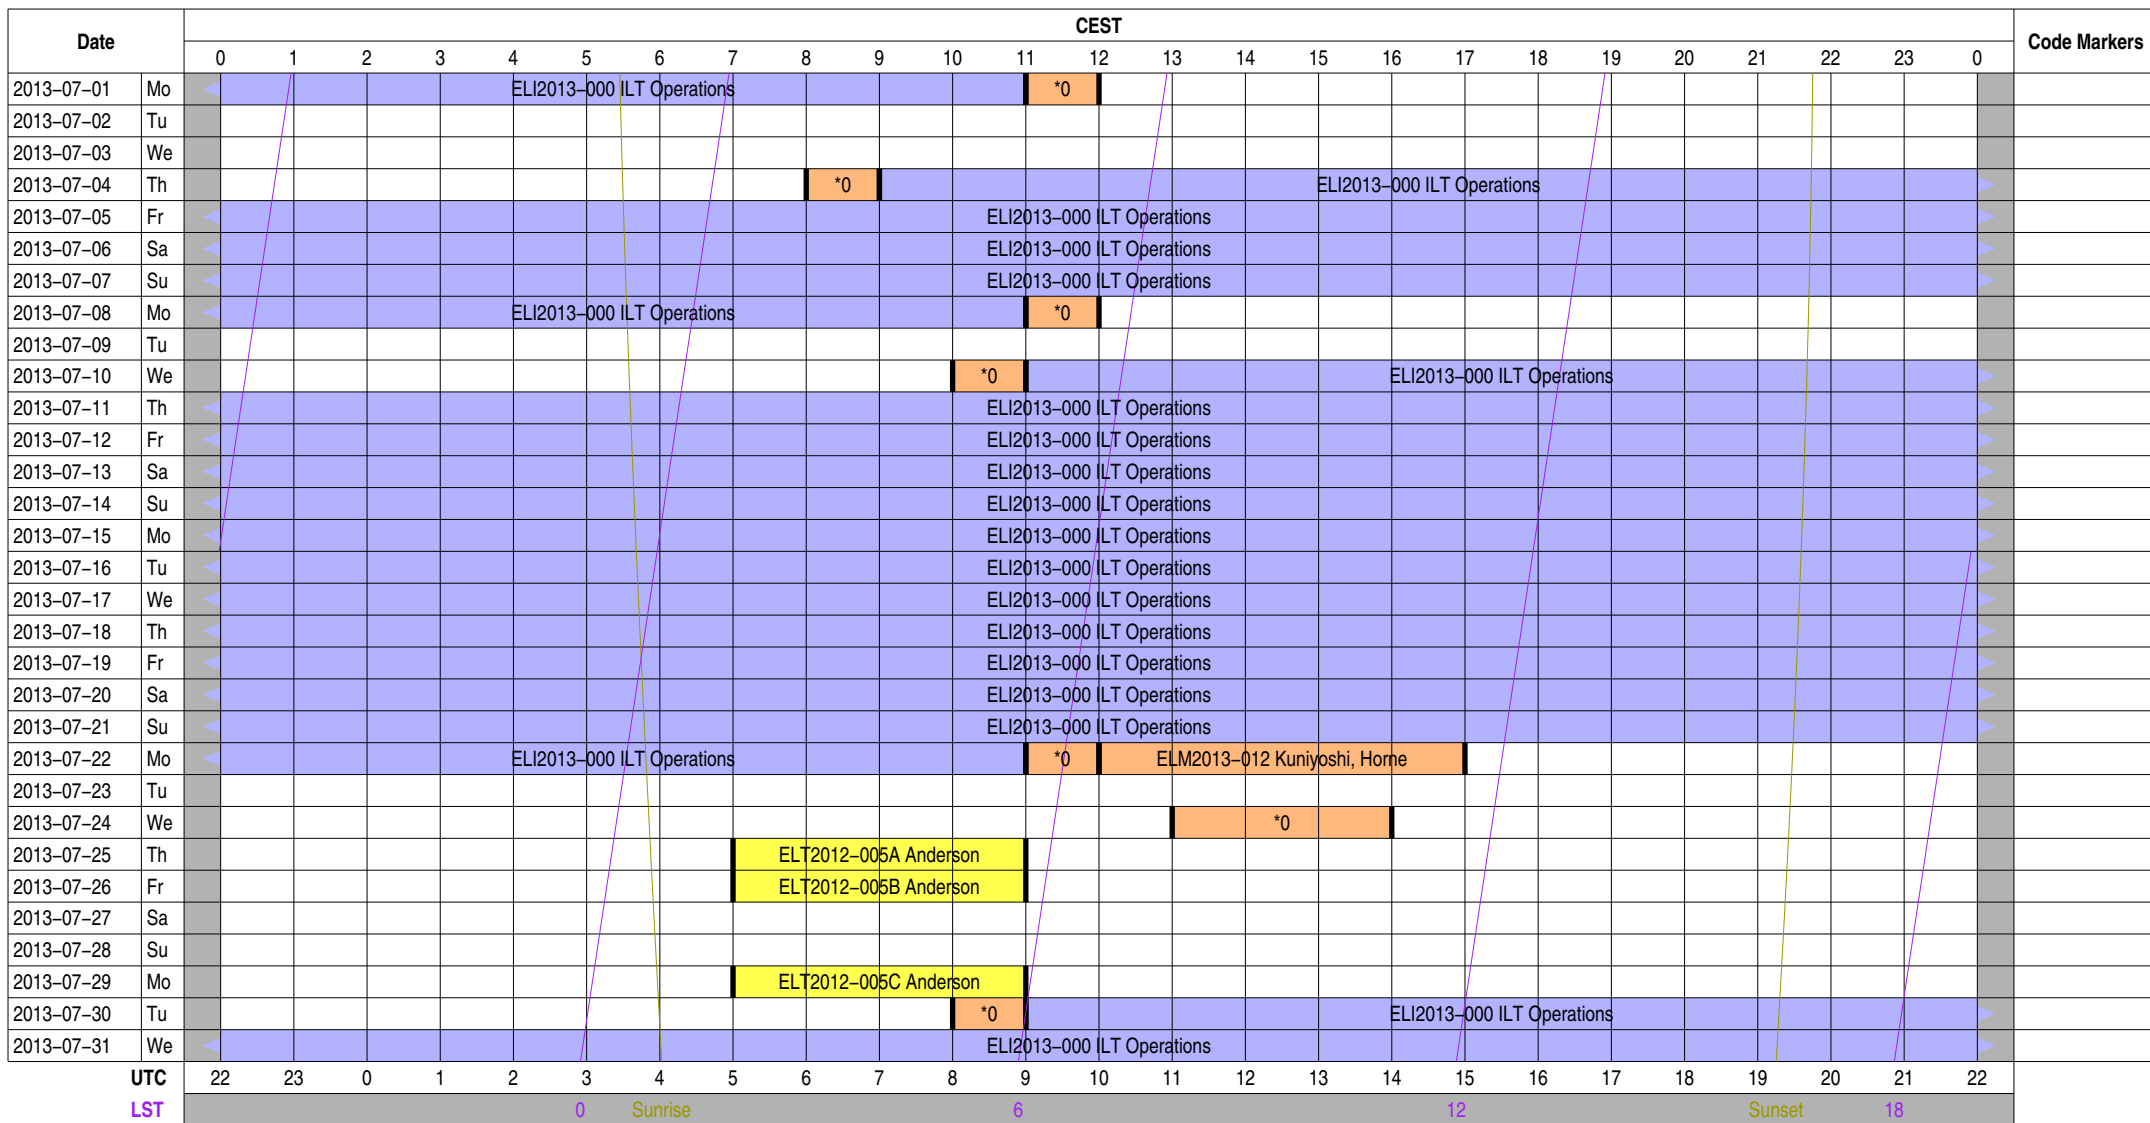 Date CEST Code Markers
0 1 2 3 4 5 6 7 8 9 10 11 12 13 14 15 16 17 18 19 20 21 22 23 0
2013–07–01 Mo ELI2013–000 ILT Operations *0
2013–07–02 Tu
2013–07–03 We
2013–07–04 Th *0 ELI2013–000 ILT Operations
2013–07–05 Fr ELI2013–000 ILT Operations
2013–07–06 Sa ELI2013–000 ILT Operations
2013–07–07 Su ELI2013–000 ILT Operations
2013–07–08 Mo ELI2013–000 ILT Operations *0
2013–07–09 Tu
2013–07–10 We *0 ELI2013–000 ILT Operations
2013–07–11 Th ELI2013–000 ILT Operations
2013–07–12 Fr ELI2013–000 ILT Operations
2013–07–13 Sa ELI2013–000 ILT Operations
2013–07–14 Su ELI2013–000 ILT Operations
2013–07–15 Mo ELI2013–000 ILT Operations
2013–07–16 Tu ELI2013–000 ILT Operations
2013–07–17 We ELI2013–000 ILT Operations
2013–07–18 Th ELI2013–000 ILT Operations
2013–07–19 Fr ELI2013–000 ILT Operations
2013–07–20 Sa ELI2013–000 ILT Operations
2013–07–21 Su ELI2013–000 ILT Operations
2013–07–22 Mo ELI2013–000 ILT Operations *0 ELM2013–012 Kuniyoshi, Horne
2013–07–23 Tu
2013–07–24 We *0
2013–07–25 Th ELT2012–005A Anderson
2013–07–26 Fr ELT2012–005B Anderson
2013–07–27 Sa
2013–07–28 Su
2013–07–29 Mo ELT2012–005C Anderson
2013–07–30 Tu *0 ELI2013–000 ILT Operations
2013–07–31 We ELI2013–000 ILT Operations
UTC 22 23 0 1 2 3 4 5 6 7 8 9 10 11 12 13 14 15 16 17 18 19 20 21 22
LST 0 Sunrise 6 12 Sunset 18